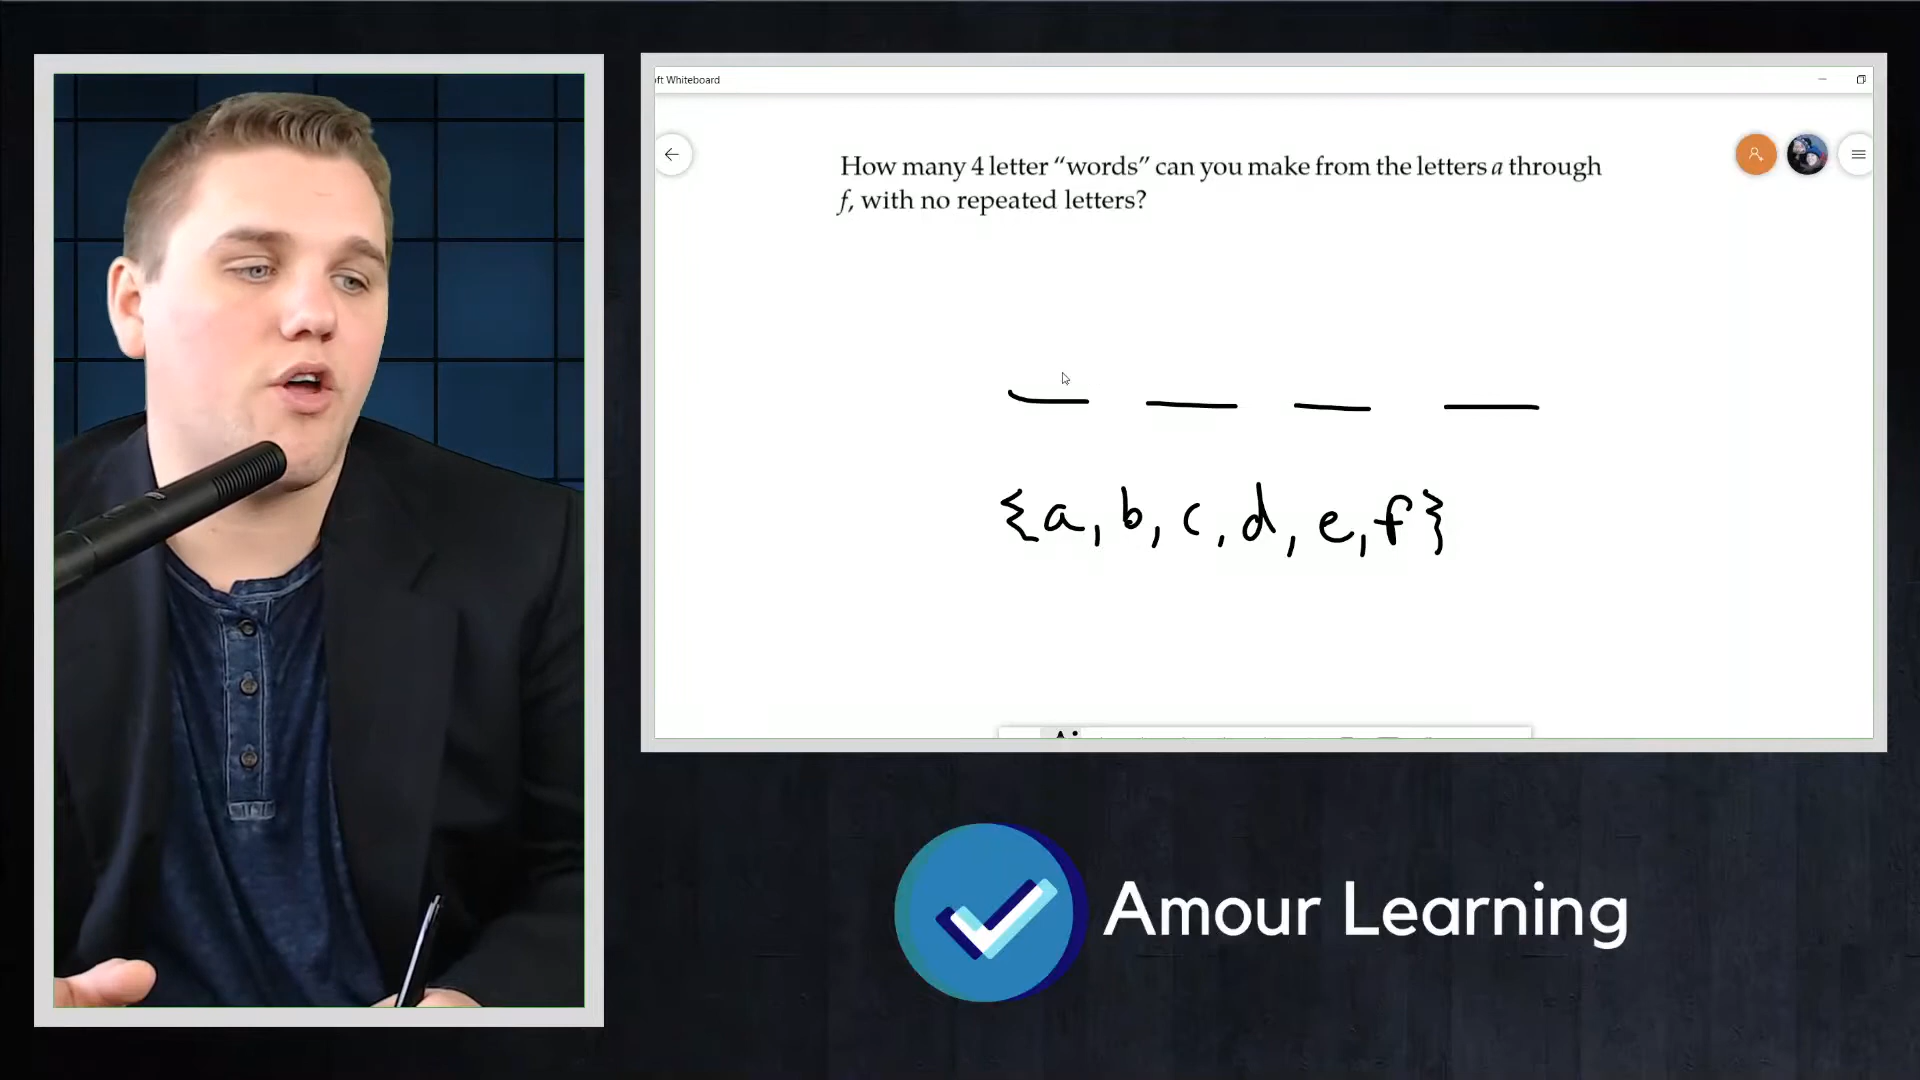 ft Whiteboard
How many 4 letter “words” can you make from the letters a through
f, with no repeated letters?
{a, b, c, d, e, f}
Amour Learning